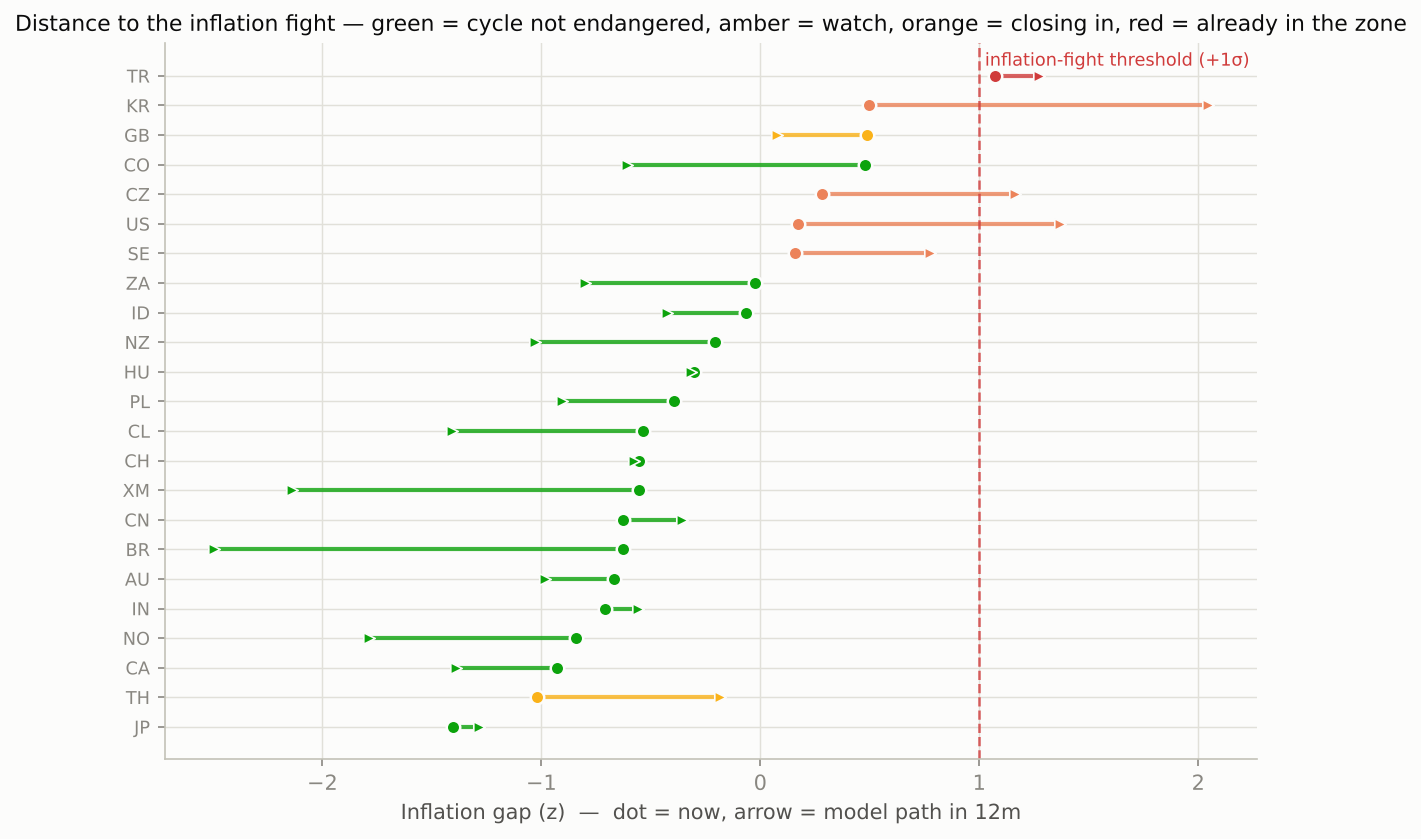 Distance to the inflation fight — green = cycle not endangered, amber = watch, orange = closing in, red = already in the zone
inflation-fight threshold (+1σ)
TR
KR
GB
CO
CZ
US
SE
ZA
ID
NZ
HU
PL
CL
CH
XM
CN
BR
AU
IN
NO
CA
TH
JP
−2 −1 0 1 2
Inflation gap (z) — dot = now, arrow = model path in 12m